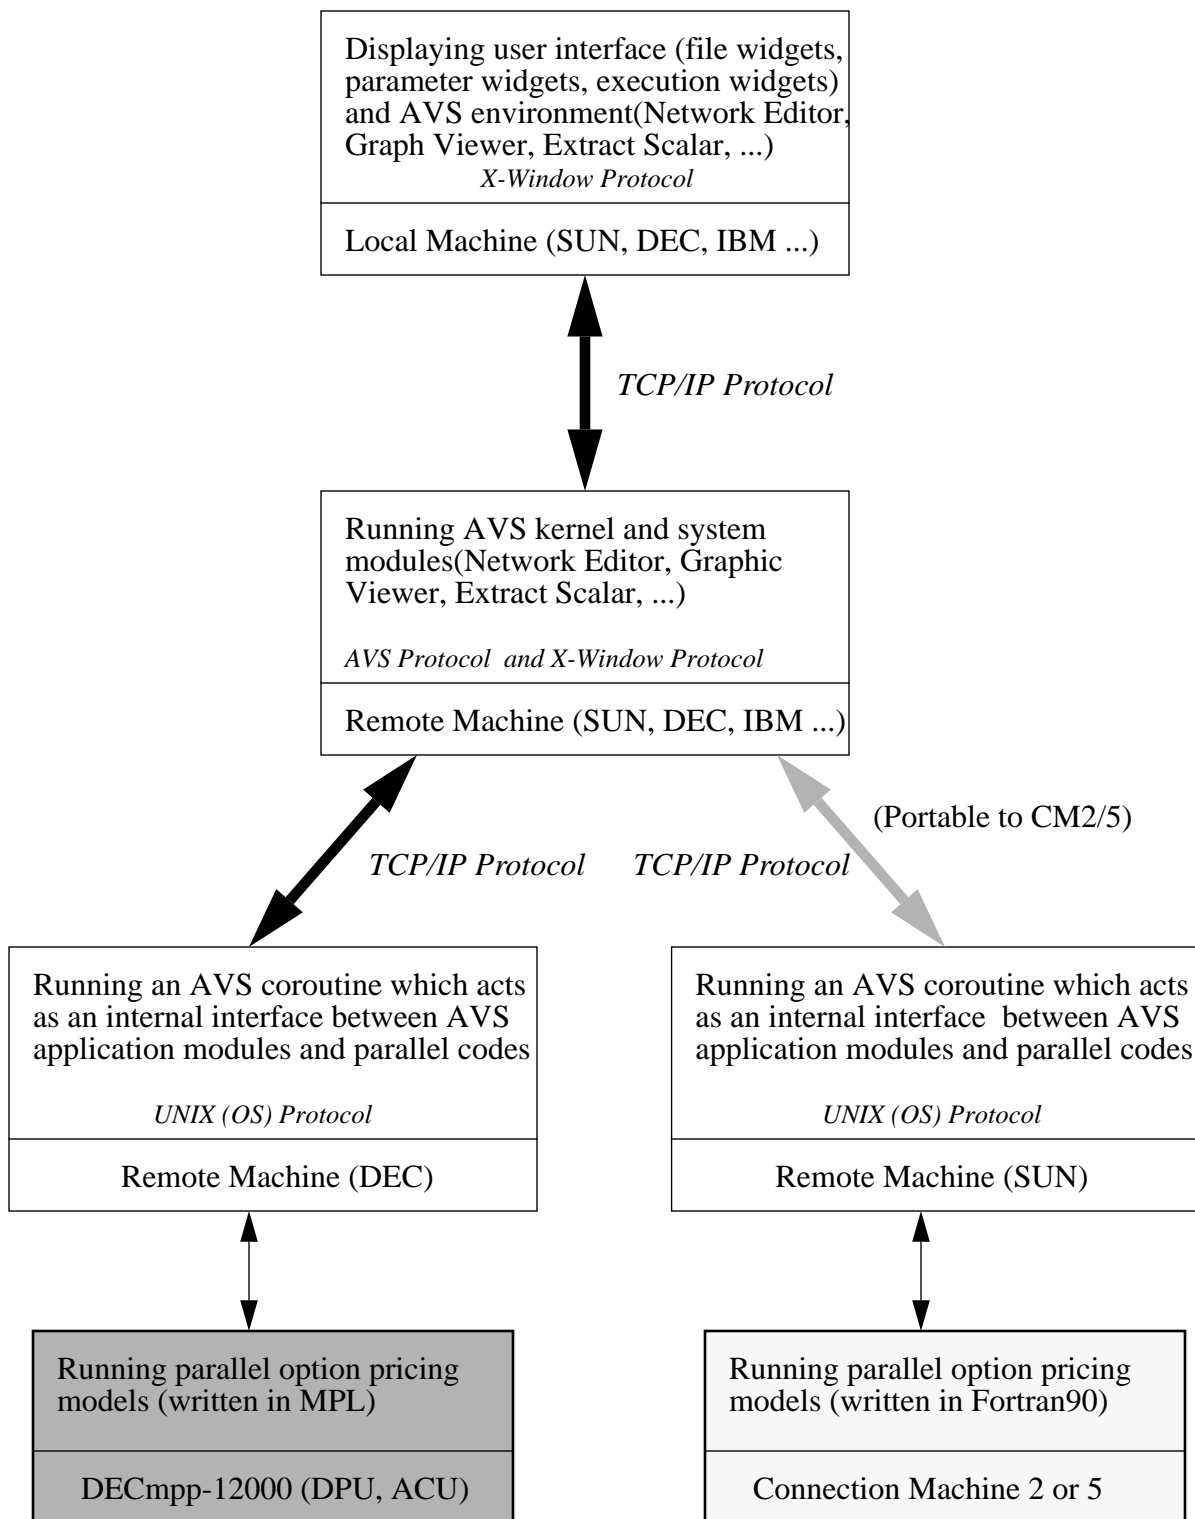 Displaying user interface (file widgets,
parameter widgets, execution widgets)
and AVS environment(Network Editor,
Graph Viewer, Extract Scalar, ...)
X-Window Protocol
Local Machine (SUN, DEC, IBM ...)
TCP/IP Protocol
Running AVS kernel and system
modules(Network Editor, Graphic
Viewer, Extract Scalar, ...)
AVS Protocol  and X-Window Protocol
Remote Machine (SUN, DEC, IBM ...)
(Portable to CM2/5)
TCP/IP Protocol
TCP/IP Protocol
Running an AVS coroutine which acts
as an internal interface between AVS
application modules and parallel codes
UNIX (OS) Protocol
Remote Machine (DEC)
Running an AVS coroutine which acts
as an internal interface  between AVS
application modules and parallel codes
UNIX (OS) Protocol
Remote Machine (SUN)
Running parallel option pricing
models (written in MPL)
DECmpp-12000 (DPU, ACU)
Running parallel option pricing
models (written in Fortran90)
Connection Machine 2 or 5